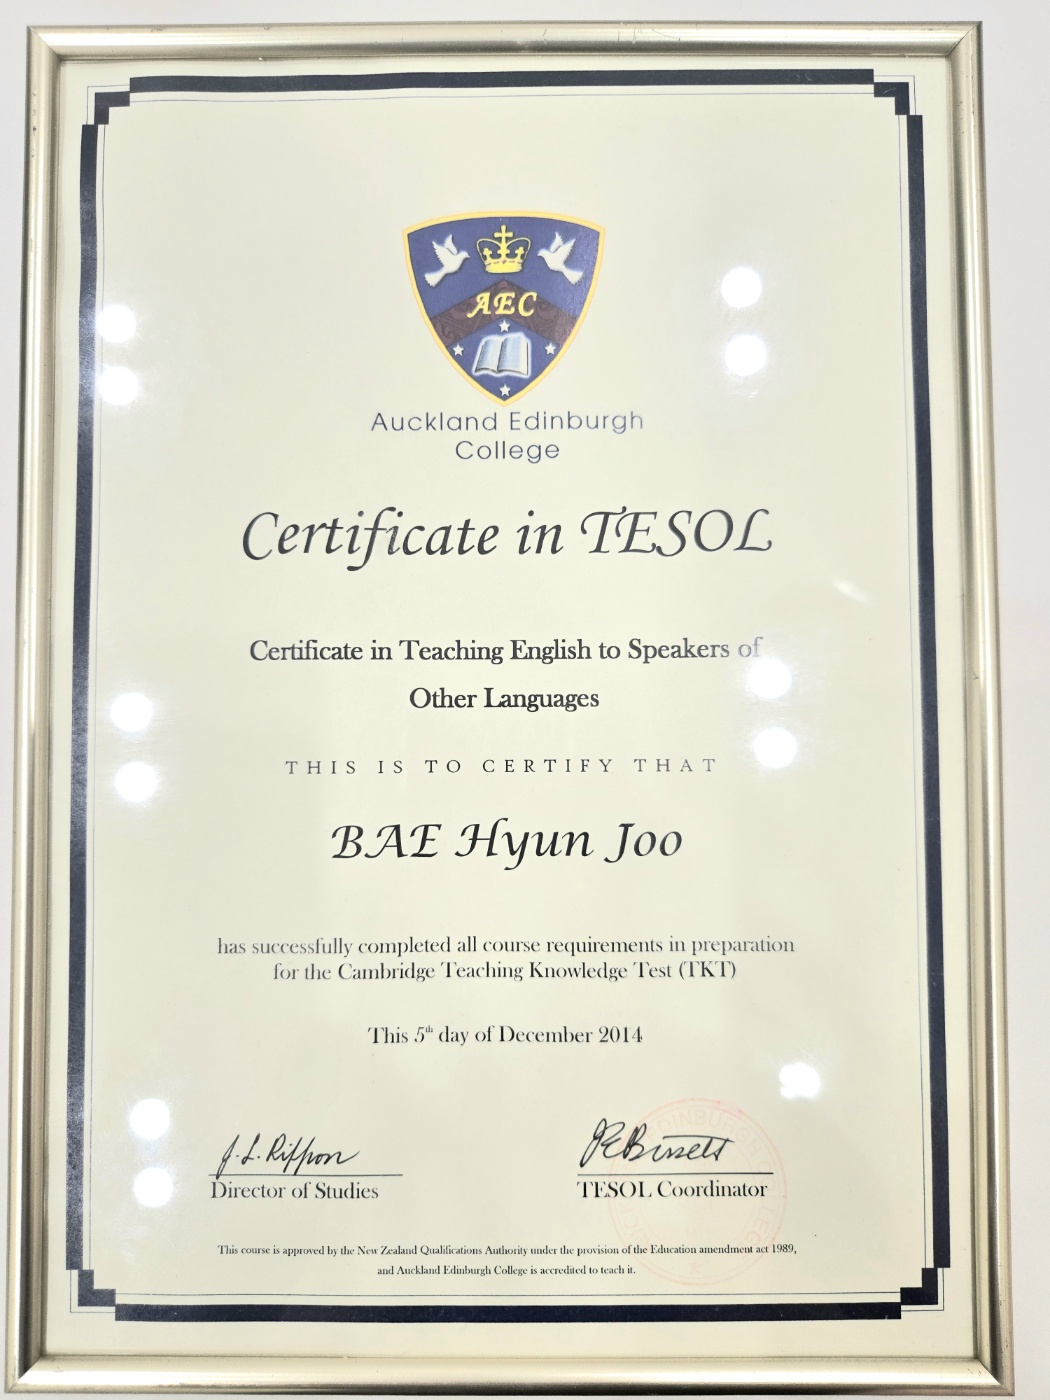 AEC
Auckland Edinburgh
College
Certificate in TESOL
Certificate in Teaching English to Speakers of
Other Languages
THIS IS TO CERTIFY THAT
BAE Hyun Joo
has successfully completed all course requirements in preparation
for the Cambridge Teaching Knowledge Test (TKT)
This 5th day of December 2014
J. L. Rippon
Director of Studies
TESOL Coordinator
This course is approved by the New Zealand Qualifications Authority under the provision of the Education amendment act 1989,
and Auckland Edinburgh College is accredited to teach it.